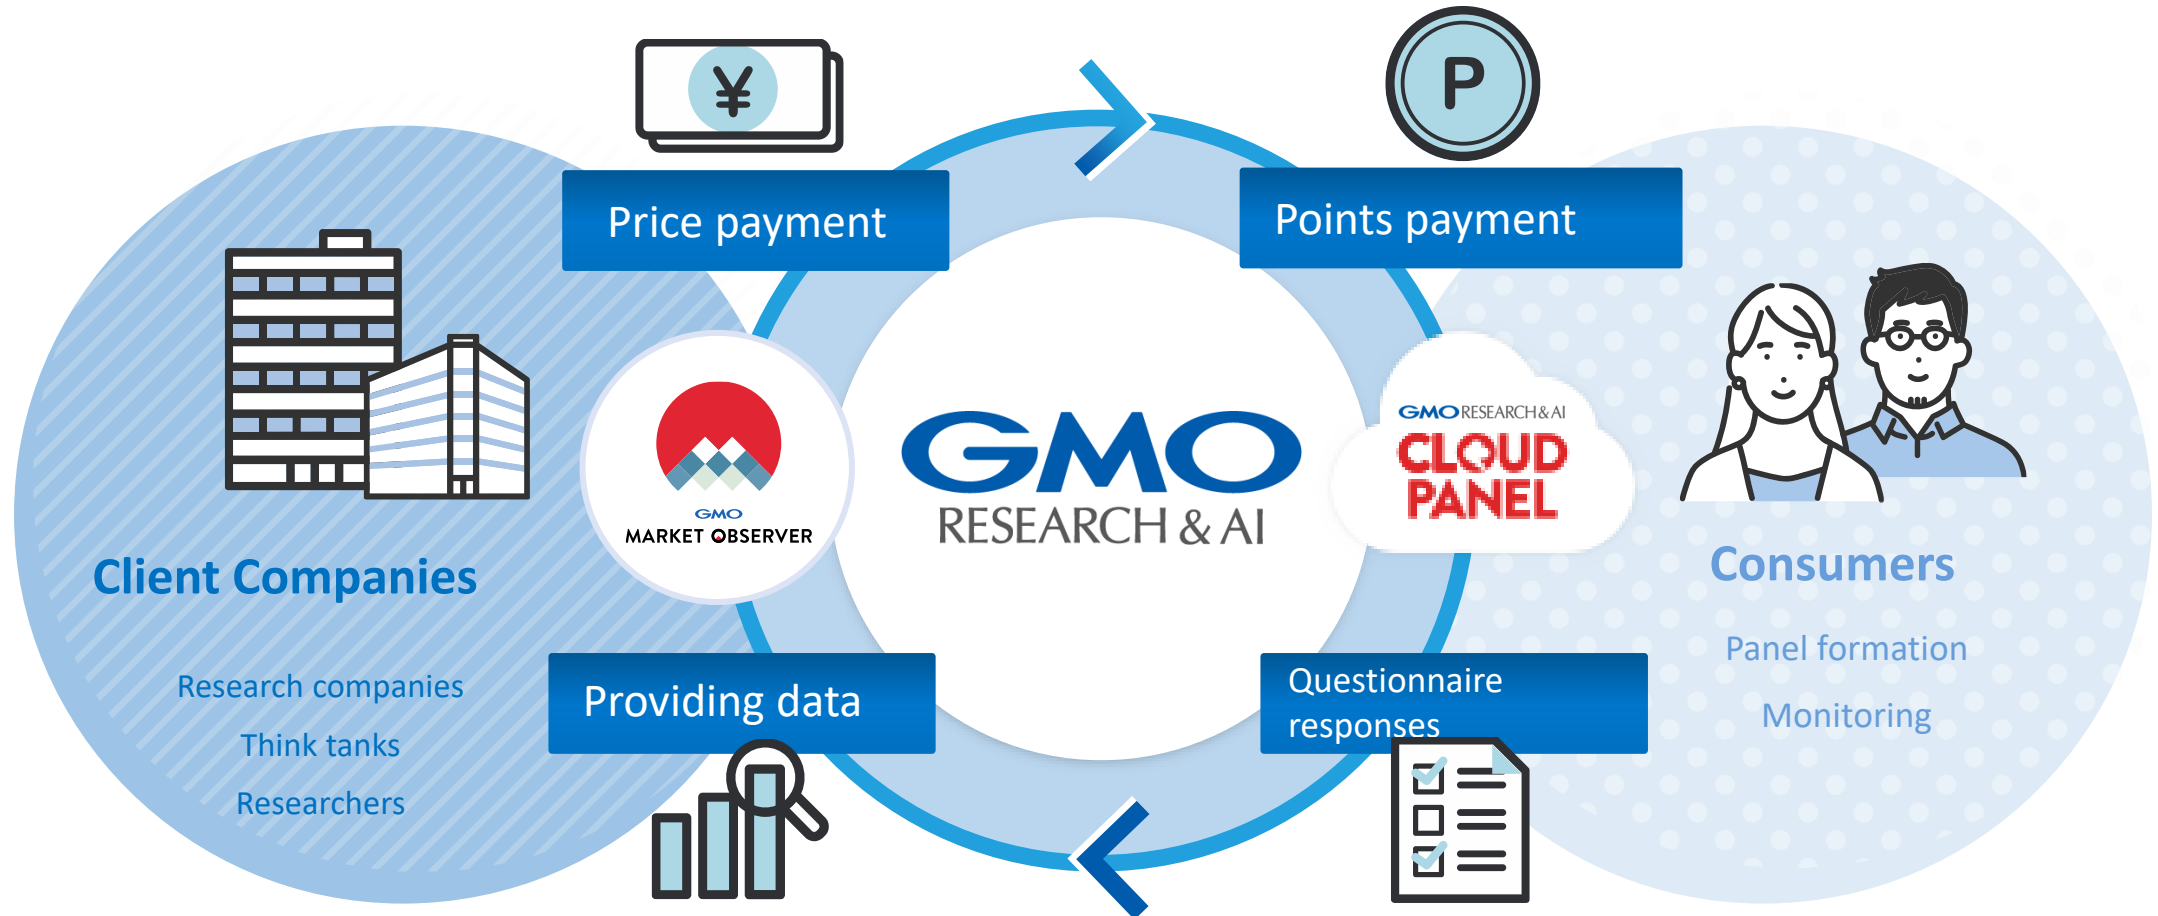 ¥
P
Price payment
Points payment
GMO
MARKET OBSERVER
GMO
RESEARCH & AI
GMO RESEARCH & AI
CLOUD
PANEL
Client Companies
Research companies
Think tanks
Researchers
Consumers
Panel formation
Monitoring
Providing data
Questionnaire
responses